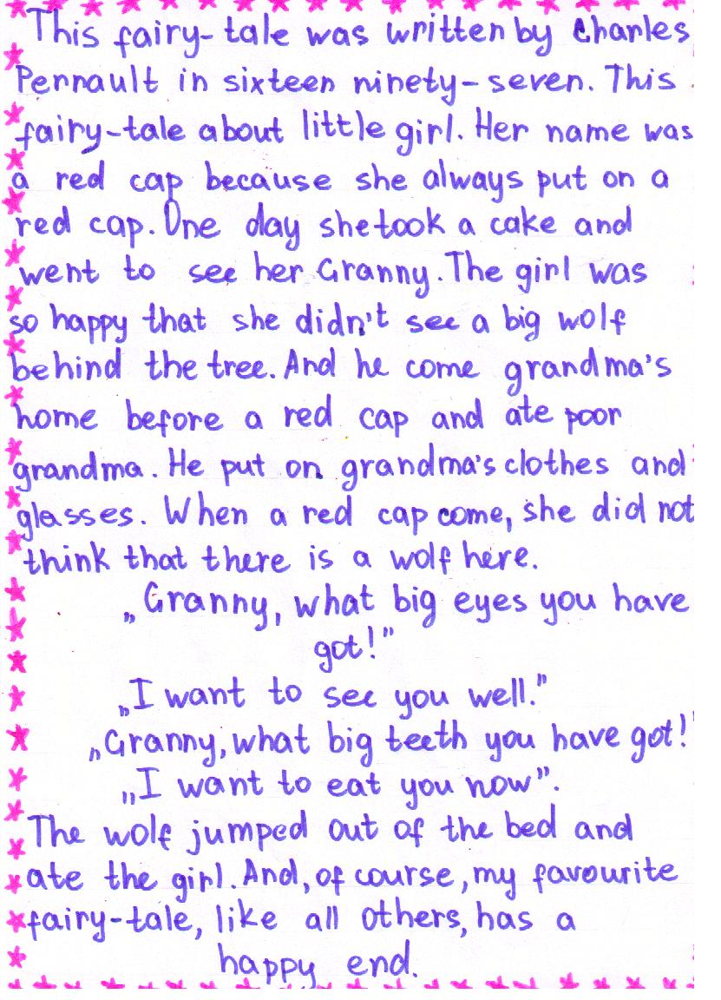 This fairy-tale was written by Charles
Pernault in sixteen ninety-seven. This
fairy-tale about little girl. Her name was
a red cap because she always put on a
red cap. One day she took a cake and
went to see her Granny. The girl was
so happy that she didn't see a big wolf
behind the tree. And he come grandma's
home before a red cap and ate poor
grandma. He put on grandma's clothes and
glasses. When a red cap come, she did not
think that there is a wolf here.
„Granny, what big eyes you have
got!"
„I want to see you well."
„Granny, what big teeth you have got!"
„I want to eat you now".
The wolf jumped out of the bed and
ate the girl. And, of course, my favourite
fairy-tale, like all others, has a
happy end.